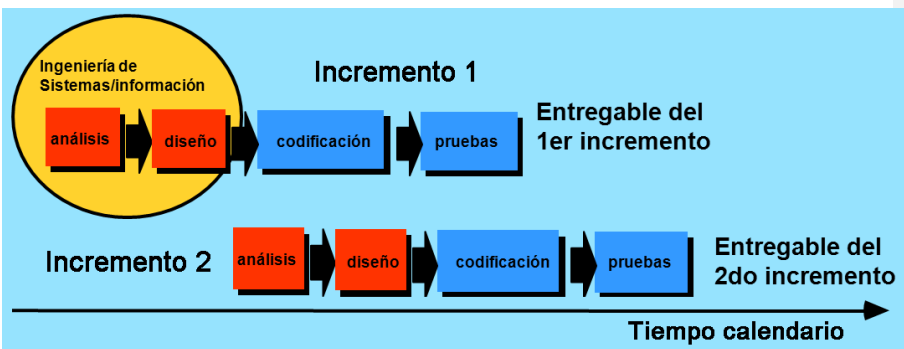 Ingeniería de
Sistemas/información
Incremento 1
análisis
diseño
codificación
pruebas
Entregable del
1er incremento
Incremento 2
análisis
diseño
codificación
pruebas
Entregable del
2do incremento
Tiempo calendario